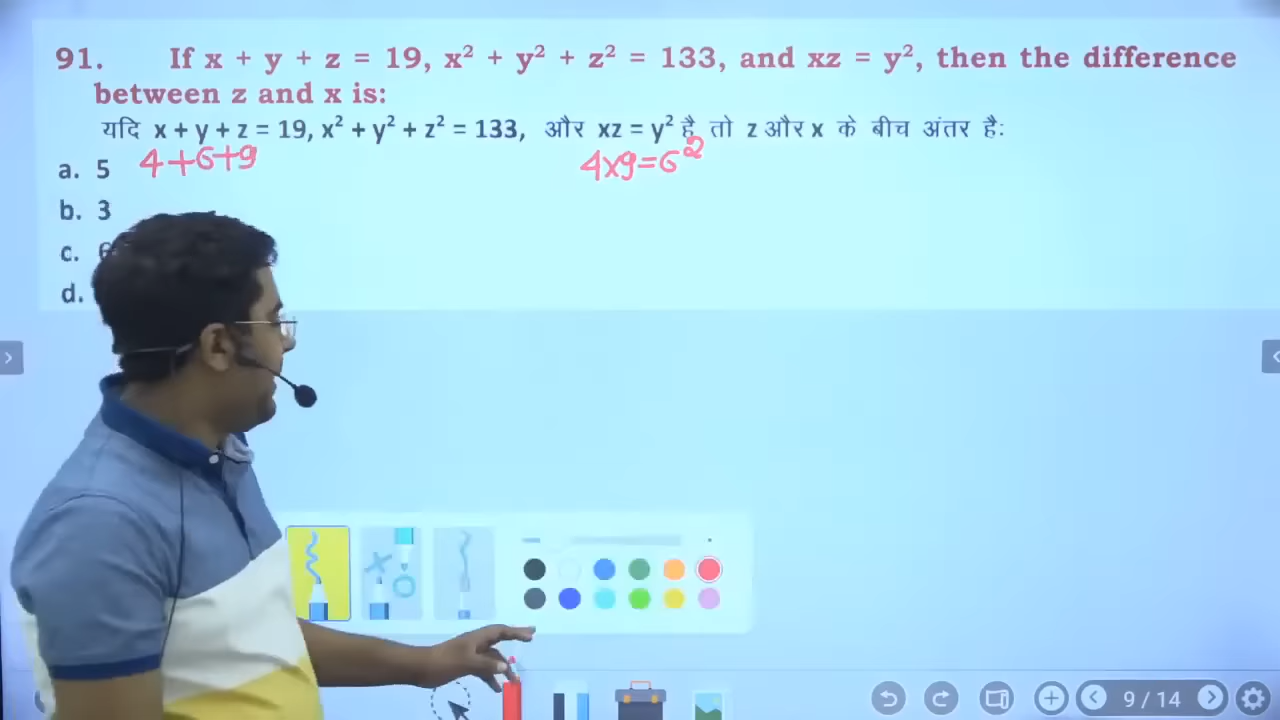 91. If x + y + z = 19, x² + y² + z² = 133, and xz = y², then the difference
between z and x is:
यदि x + y + z = 19, x² + y² + z² = 133, और xz = y² है तो z और x के बीच अंतर है:
4+6+9 4x9=6²
a. 5
b. 3
c. 6
d.
9 / 14